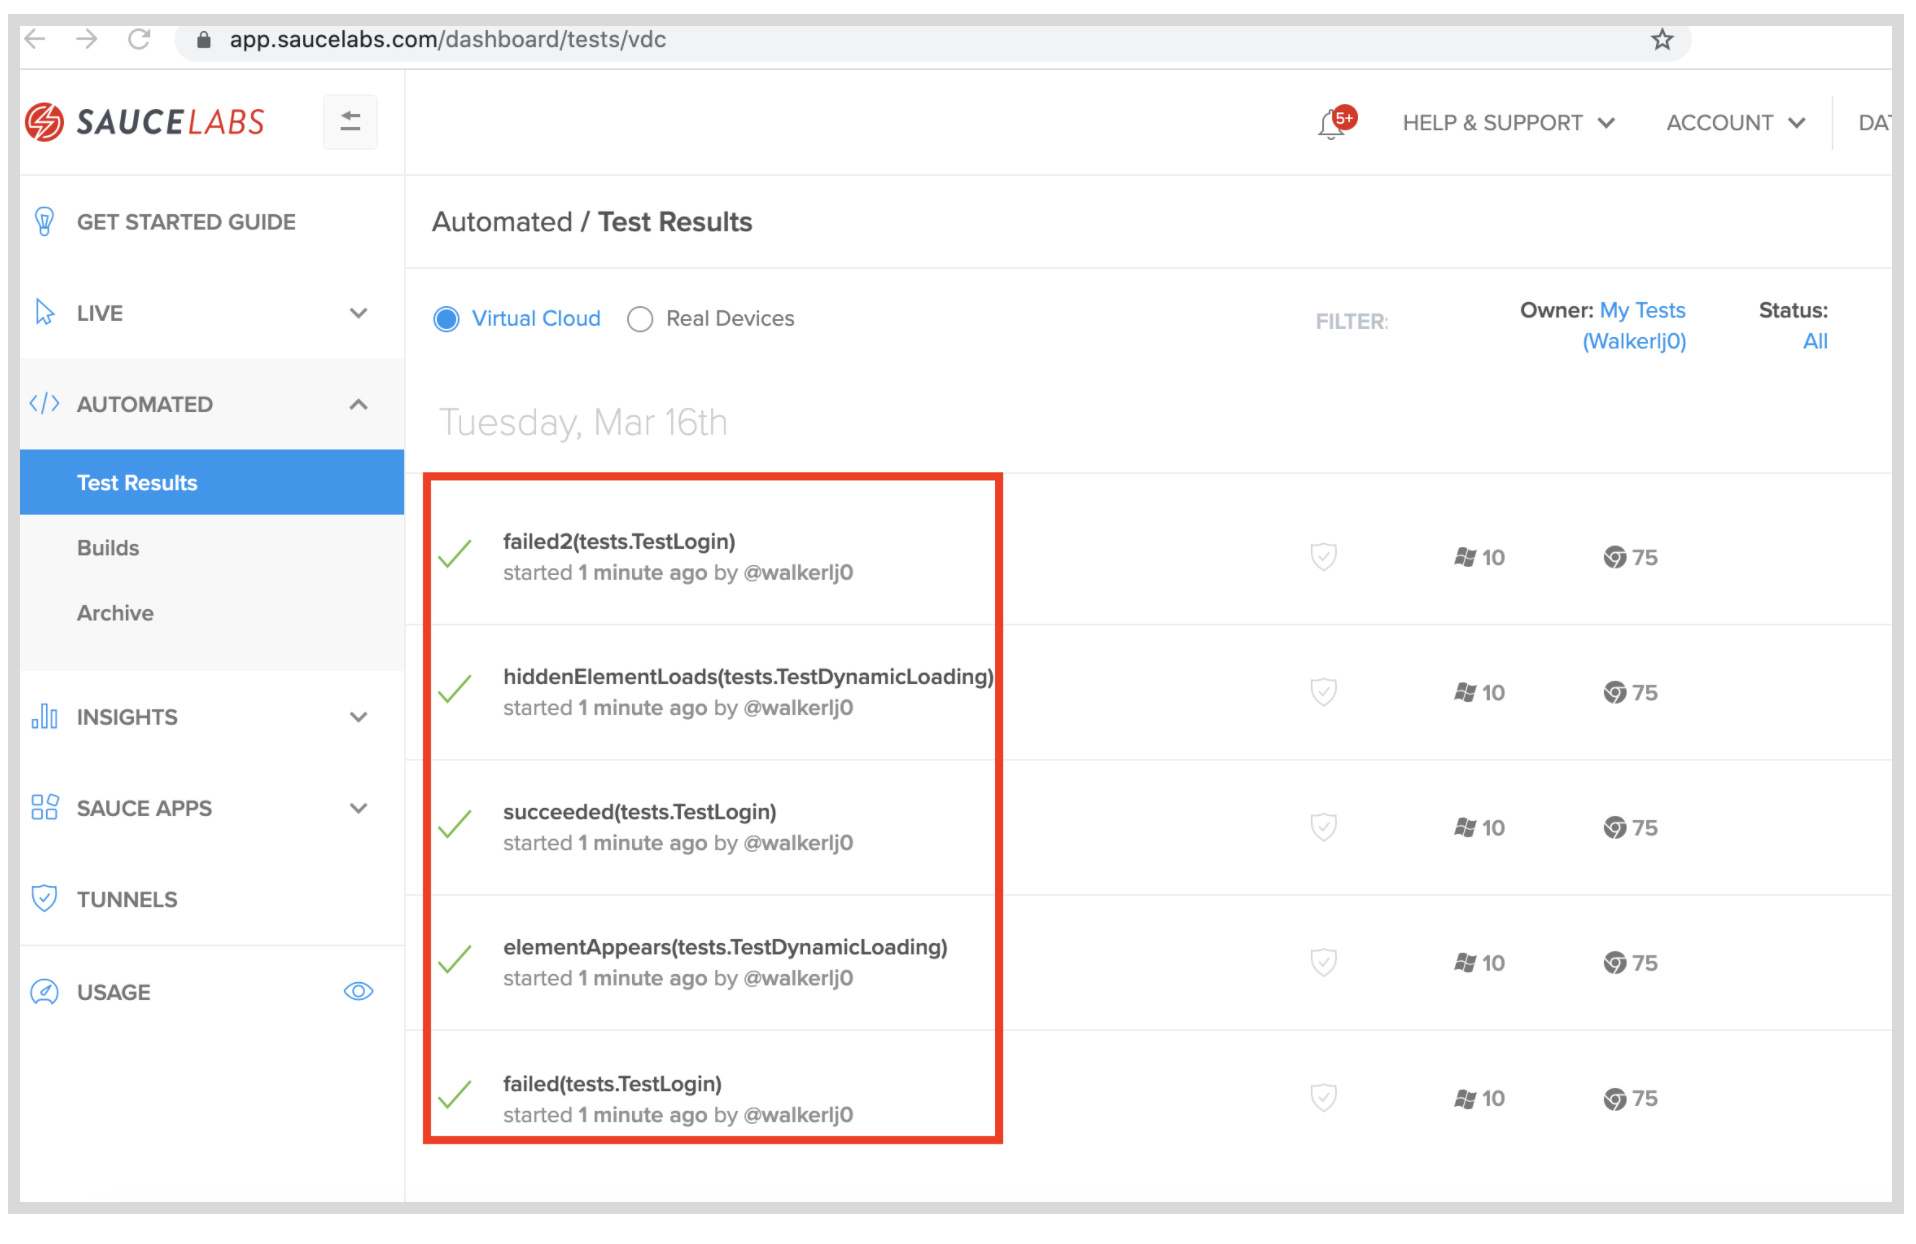 app.saucelabs.com/dashboard/tests/vdc
SAUCELABS
5+
HELP & SUPPORT
ACCOUNT
DAT
GET STARTED GUIDE
LIVE
AUTOMATED
Test Results
Builds
Archive
INSIGHTS
SAUCE APPS
TUNNELS
USAGE
Automated / Test Results
Virtual Cloud
Real Devices
FILTER:
Owner: My Tests
(Walkerlj0)
Status:
All
Tuesday, Mar 16th
failed2(tests.TestLogin)
started 1 minute ago by @walkerlj0
10
75
hiddenElementLoads(tests.TestDynamicLoading)
started 1 minute ago by @walkerlj0
10
75
succeeded(tests.TestLogin)
started 1 minute ago by @walkerlj0
10
75
elementAppears(tests.TestDynamicLoading)
started 1 minute ago by @walkerlj0
10
75
failed(tests.TestLogin)
started 1 minute ago by @walkerlj0
10
75